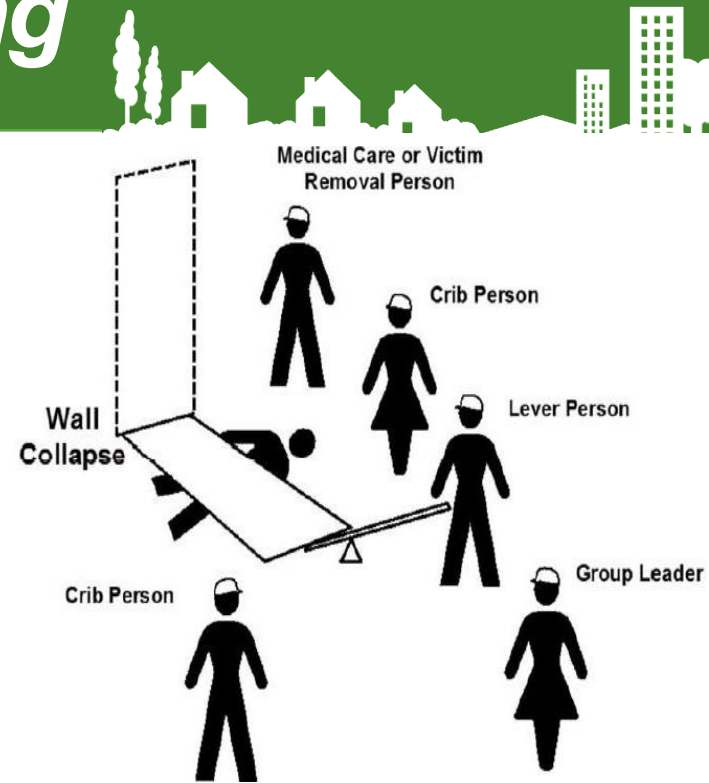 Medical Care or Victim
Removal Person
Crib Person
Lever Person
Wall
Collapse
Group Leader
Crib Person